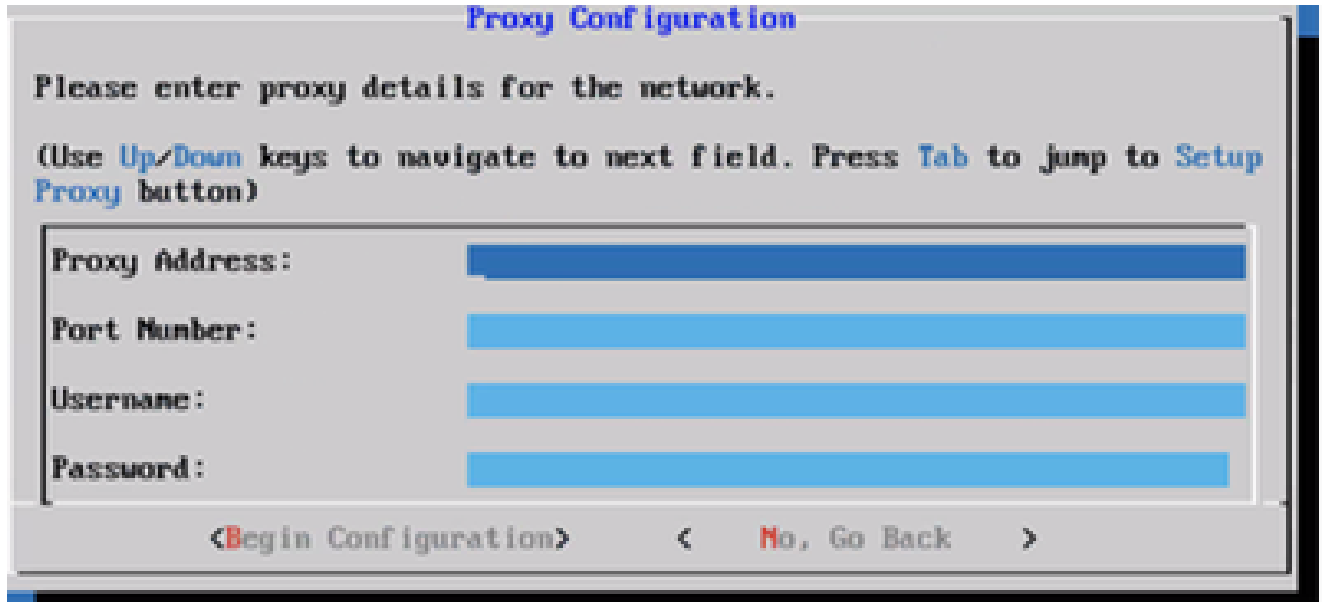 Proxy Configuration
Please enter proxy details for the network.
(Use Up/Down keys to navigate to next field. Press Tab to jump to Setup
Proxy button)
Proxy Address:
Port Number:
Username:
Password:
<Begin Configuration> < No, Go Back >